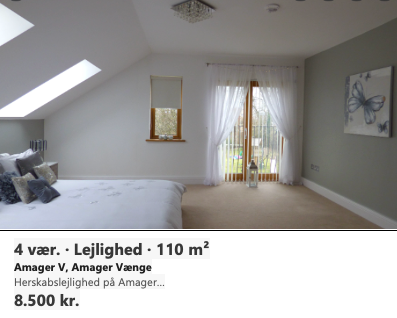 4 vær. · Lejlighed · 110 m²
Amager V, Amager Vænge
Herskabslejlighed på Amager...
8.500 kr.